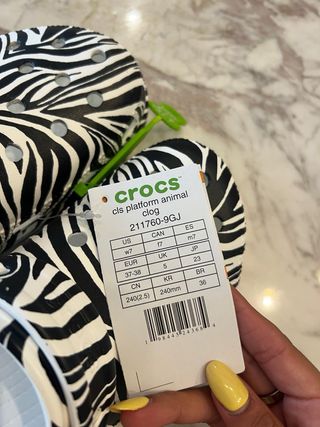 crocs™
cls platform animal
clog
211760-9GJ
US CAN ES
w7 f7 m7
EUR UK JP
37-38 5 23
CN KR BR
240(2.5) 240mm 36